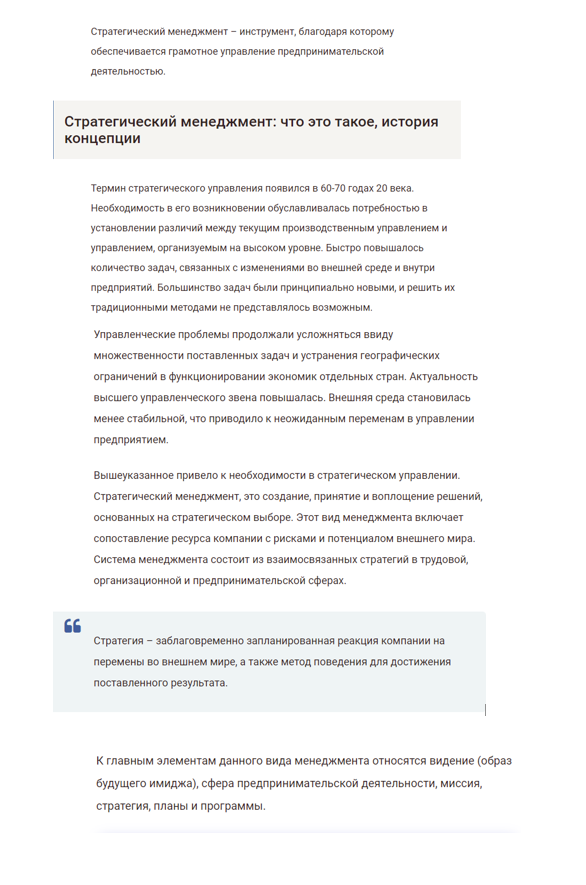 Стратегический менеджмент – инструмент, благодаря которому
обеспечивается грамотное управление предпринимательской
деятельностью.
Стратегический менеджмент: что это такое, история
концепции
Термин стратегического управления появился в 60-70 годах 20 века.
Необходимость в его возникновении обуславливалась потребностью в
установлении различий между текущим производственным управлением и
управлением, организуемым на высоком уровне. Быстро повышалось
количество задач, связанных с изменениями во внешней среде и внутри
предприятий. Большинство задач были принципиально новыми, и решить их
традиционными методами не представлялось возможным.
Управленческие проблемы продолжали усложняться ввиду
множественности поставленных задач и устранения географических
ограничений в функционировании экономик отдельных стран. Актуальность
высшего управленческого звена повышалась. Внешняя среда становилась
менее стабильной, что приводило к неожиданным переменам в управлении
предприятием.
Вышеуказанное привело к необходимости в стратегическом управлении.
Стратегический менеджмент, это создание, принятие и воплощение решений,
основанных на стратегическом выборе. Этот вид менеджмента включает
сопоставление ресурса компании с рисками и потенциалом внешнего мира.
Система менеджмента состоит из взаимосвязанных стратегий в трудовой,
организационной и предпринимательской сферах.
Стратегия – заблаговременно запланированная реакция компании на
перемены во внешнем мире, а также метод поведения для достижения
поставленного результата.
К главным элементам данного вида менеджмента относятся видение (образ
будущего имиджа), сфера предпринимательской деятельности, миссия,
стратегия, планы и программы.